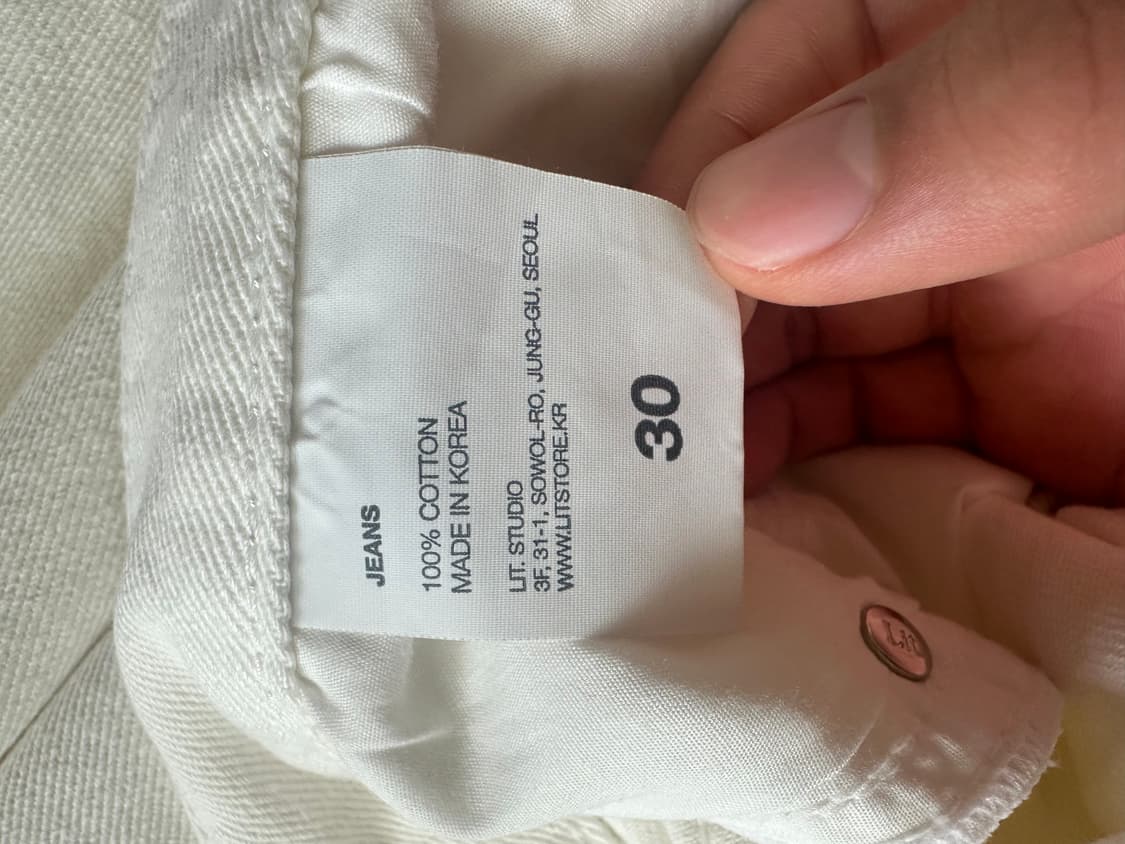 JEANS
100% COTTON
MADE IN KOREA
LIT. STUDIO
3F, 31-1, SOWOL-RO, JUNG-GU, SEOUL
WWW.LITSTORE.KR
30